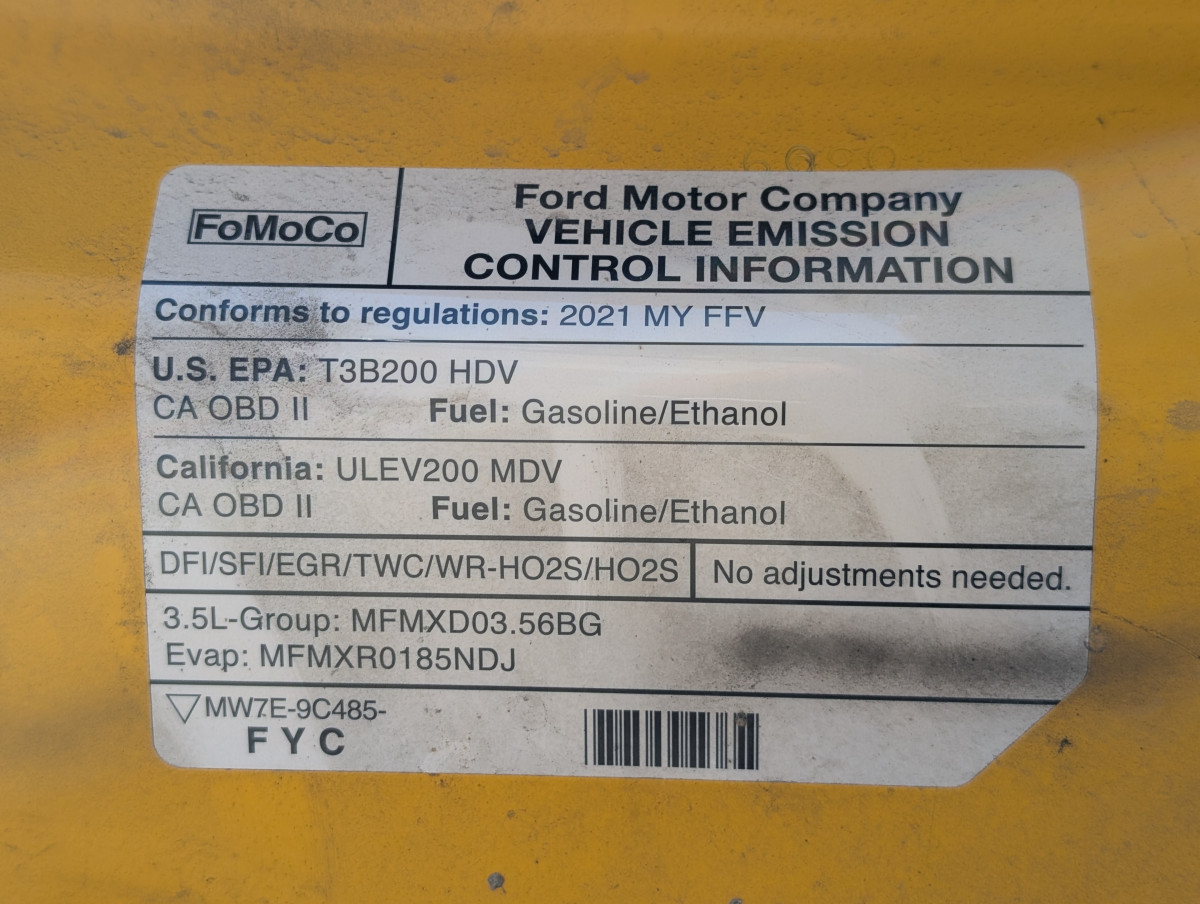 FoMoCo
Ford Motor Company
VEHICLE EMISSION
CONTROL INFORMATION
Conforms to regulations: 2021 MY FFV
U.S. EPA: T3B200 HDV
CA OBD II Fuel: Gasoline/Ethanol
California: ULEV200 MDV
CA OBD II Fuel: Gasoline/Ethanol
DFI/SFI/EGR/TWC/WR-HO2S/HO2S No adjustments needed.
3.5L-Group: MFMXD03.56BG
Evap: MFMXR0185NDJ
MW7E-9C485-
F Y C